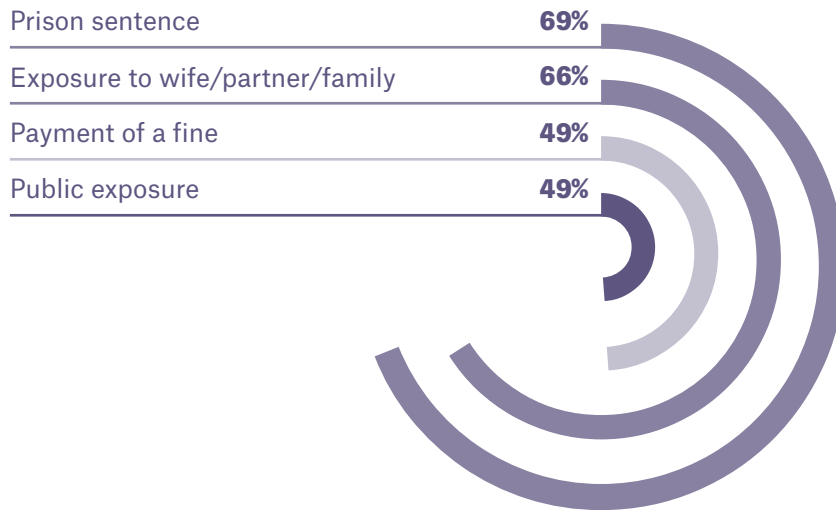 Prison sentence 69%
Exposure to wife/partner/family 66%
Payment of a fine 49%
Public exposure 49%